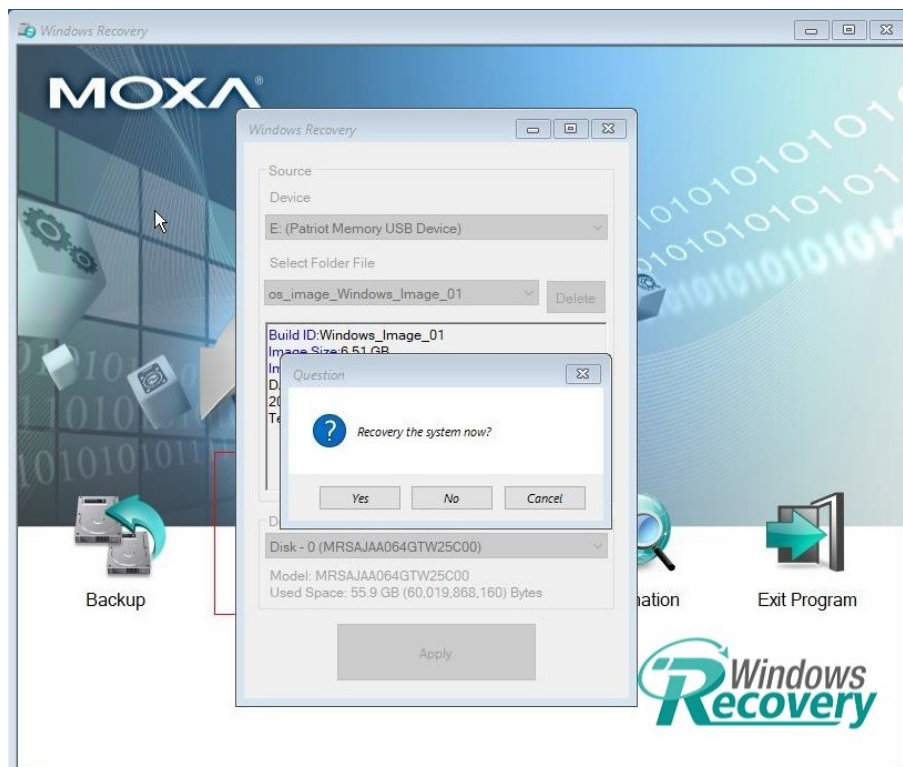 Windows Recovery
MOXA®
Windows Recovery
Source
Device
E: (Patriot Memory USB Device)
Select Folder File
os_image_Windows_Image_01
Delete
Build ID:Windows_Image_01
Image Size:6.51 GB
Question
Recovery the system now?
Yes No Cancel
Disk - 0 (MRSAJAA064GTW25C00)
Model: MRSAJAA064GTW25C00
Used Space: 55.9 GB (60,019,868,160) Bytes
Apply
Backup
Exit Program
Windows
Recovery